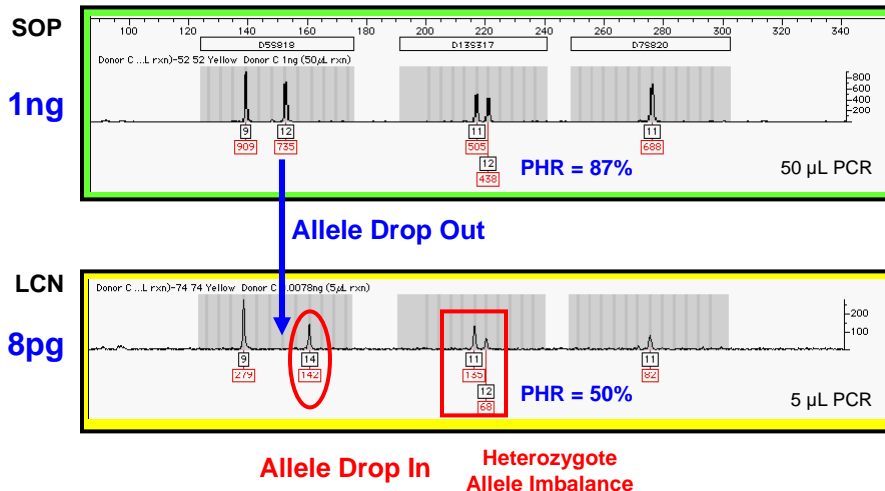 SOP
100 120 140 160 180 200 220 240 260 280 300 320 340
D5S818 D13S317 D7S820
Donor C ...L rxn)-52 52 Yellow Donor C 1ng (50µL rxn)
1ng
800
600
400
200
9 12 11 11
909 735 505 688
12
438
PHR = 87%
50 µL PCR
Allele Drop Out
LCN
Donor C ...L rxn)-74 74 Yellow Donor C 0.0078ng (5µL rxn)
8pg
200
100
9 14 11 11
279 142 135 82
12
68
PHR = 50%
5 µL PCR
Allele Drop In
Heterozygote
Allele Imbalance